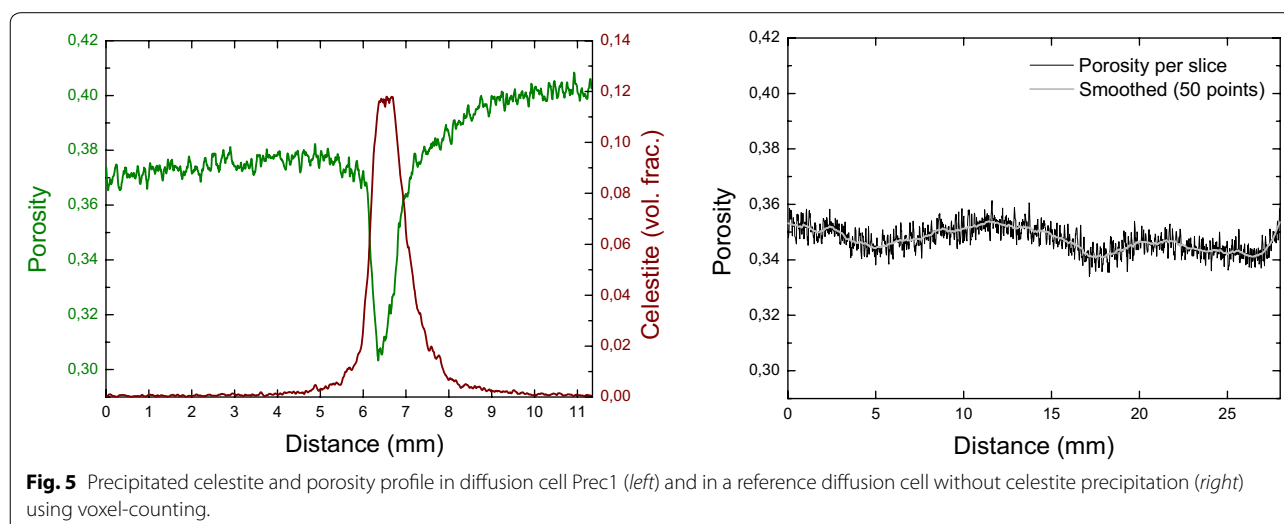 0,42
0,40
0,38
0,36
0,34
0,32
0,30
Porosity
0,14
0,12
0,10
0,08
0,06
0,04
0,02
0,00
Celestite (vol. frac.)
0 1 2 3 4 5 6 7 8 9 10 11
Distance (mm)
0,42
0,40
0,38
0,36
0,34
0,32
0,30
Porosity
Porosity per slice
Smoothed (50 points)
0 5 10 15 20 25
Distance (mm)
Fig. 5 Precipitated celestite and porosity profile in diffusion cell Prec1 (left) and in a reference diffusion cell without celestite precipitation (right)
using voxel-counting.